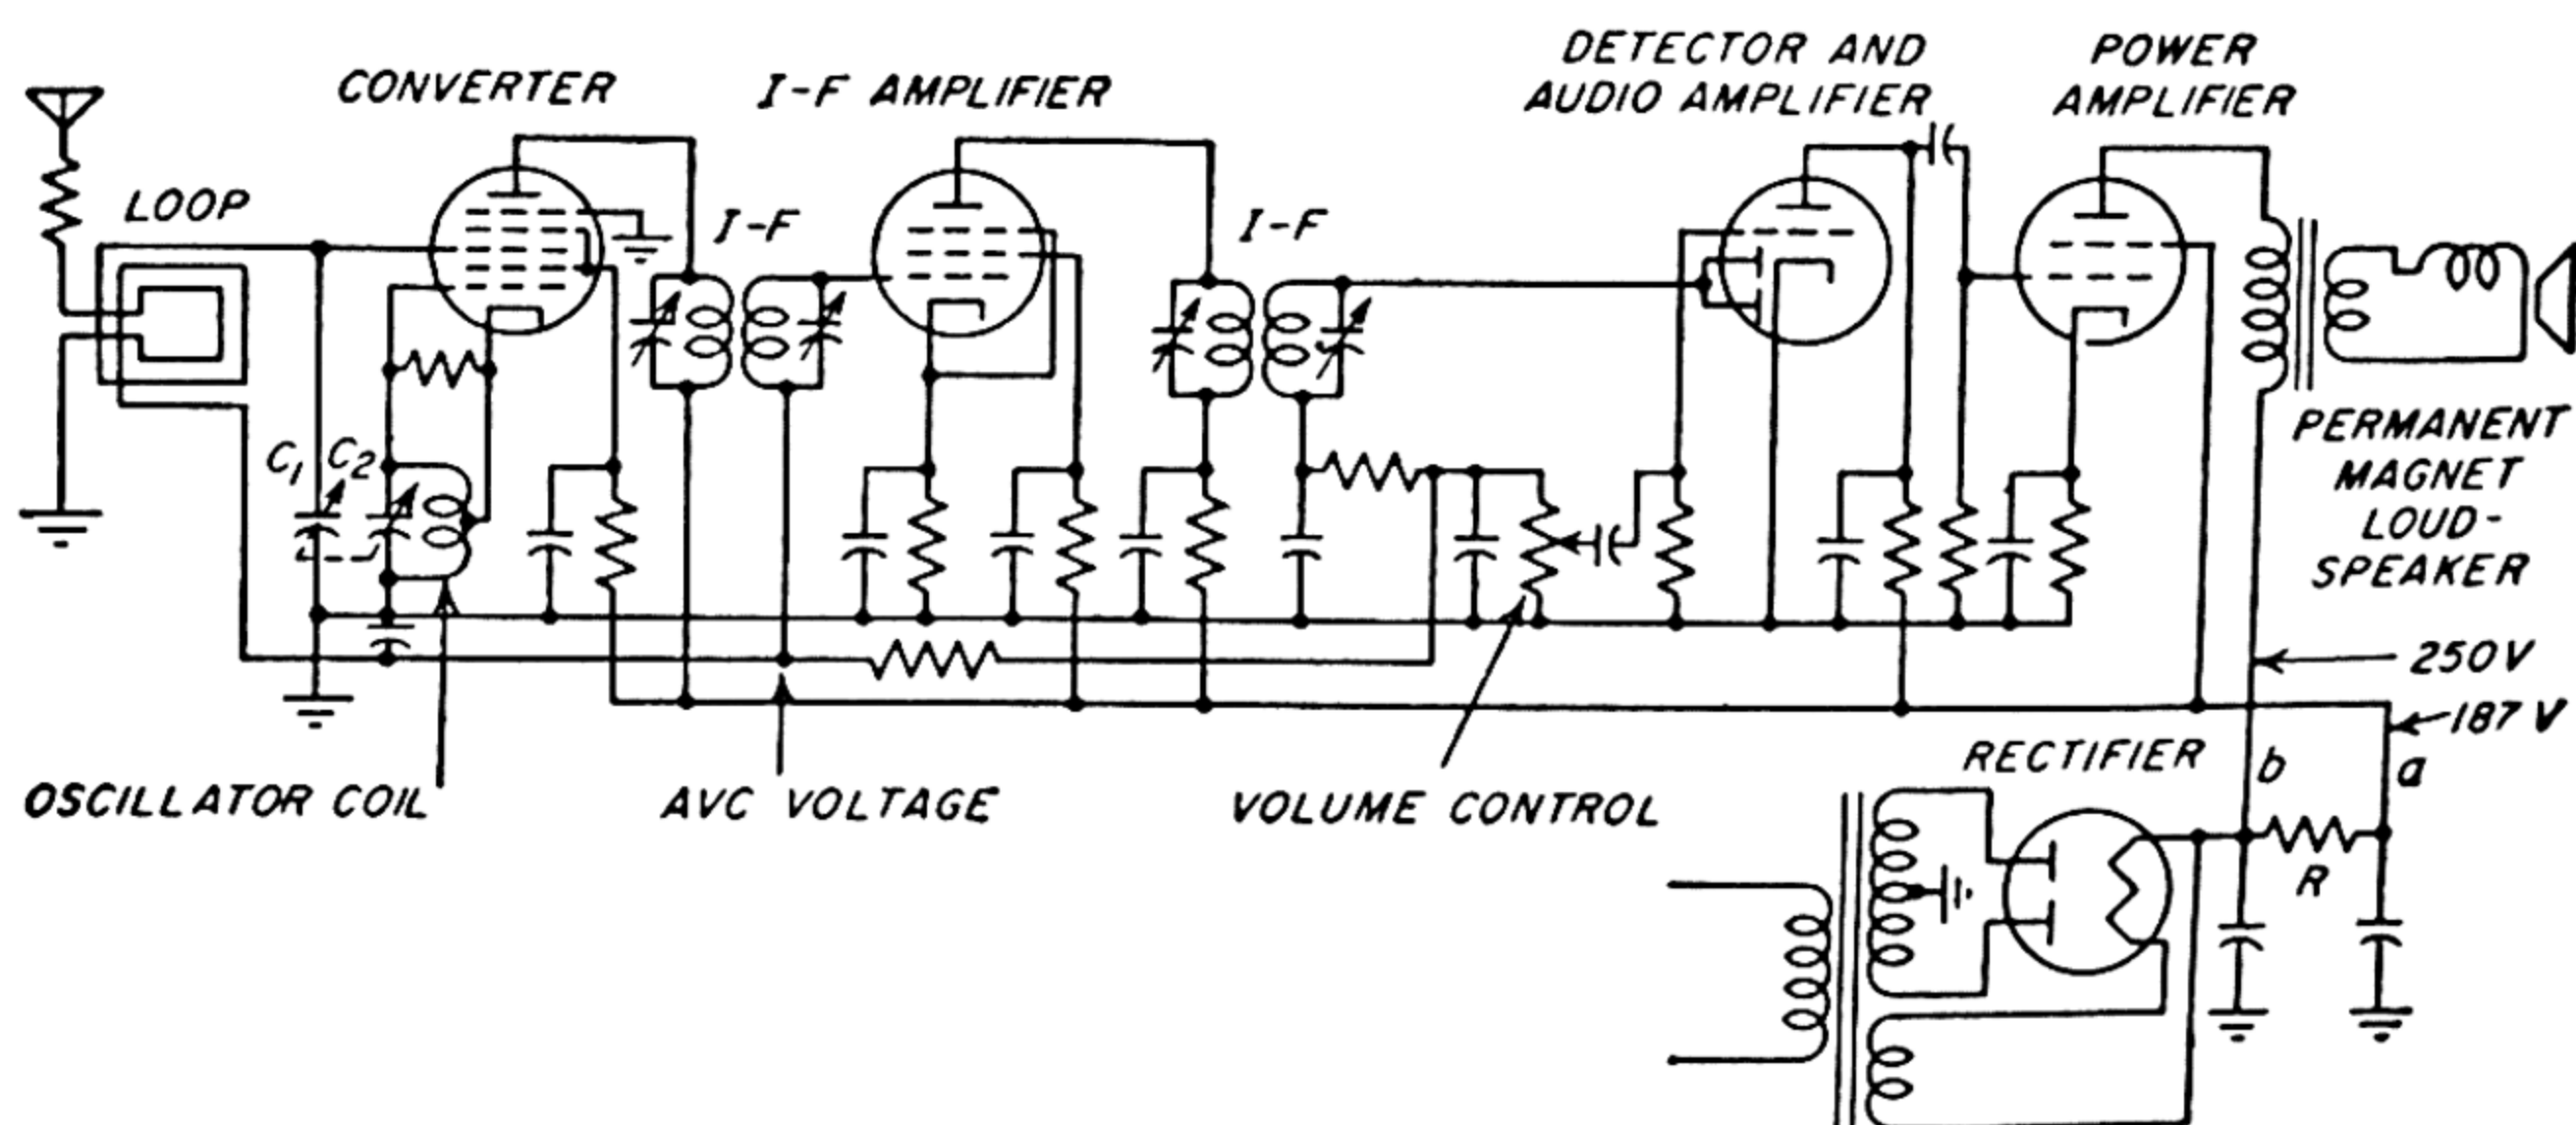 CONVERTER
I-F AMPLIFIER
DETECTOR AND
AUDIO AMPLIFIER
POWER
AMPLIFIER
LOOP
I-F
I-F
C1 C2
PERMANENT
MAGNET
LOUD-
SPEAKER
250V
187 V
OSCILLATOR COIL
AVC VOLTAGE
VOLUME CONTROL
RECTIFIER
b
a
R